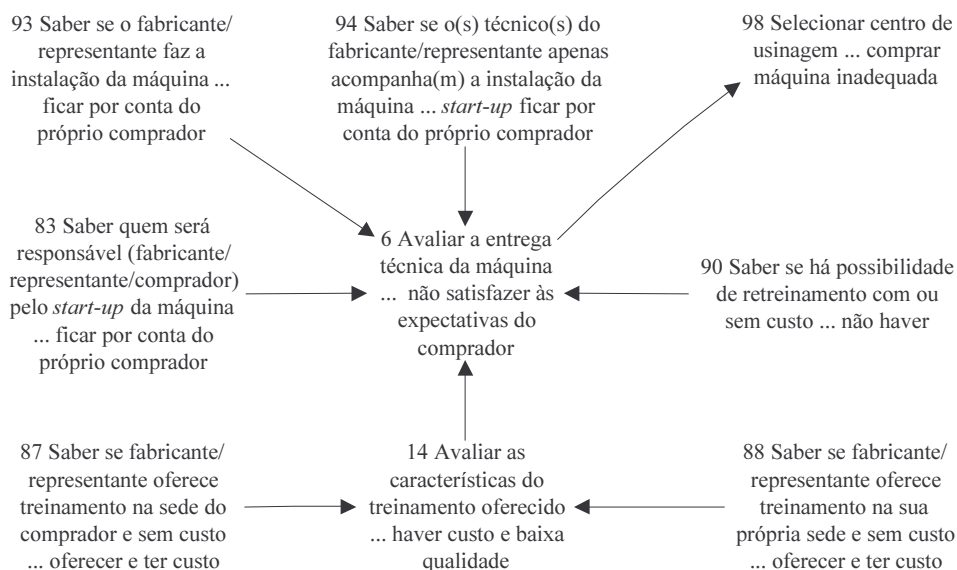 93 Saber se o fabricante/
representante faz a
instalação da máquina ...
ficar por conta do
próprio comprador
94 Saber se o(s) técnico(s) do
fabricante/representante apenas
acompanha(m) a instalação da
máquina ... start-up ficar por
conta do próprio comprador
98 Selecionar centro de
usinagem ... comprar
máquina inadequada
83 Saber quem será
responsável (fabricante/
representante/comprador)
pelo start-up da máquina
... ficar por conta do
próprio comprador
6 Avaliar a entrega
técnica da máquina
... não satisfazer às
expectativas do
comprador
90 Saber se há possibilidade
de retreinamento com ou
sem custo ... não haver
87 Saber se fabricante/
representante oferece
treinamento na sede do
comprador e sem custo
... oferecer e ter custo
14 Avaliar as
características do
treinamento oferecido
... haver custo e baixa
qualidade
88 Saber se fabricante/
representante oferece
treinamento na sua
própria sede e sem custo
... oferecer e ter custo